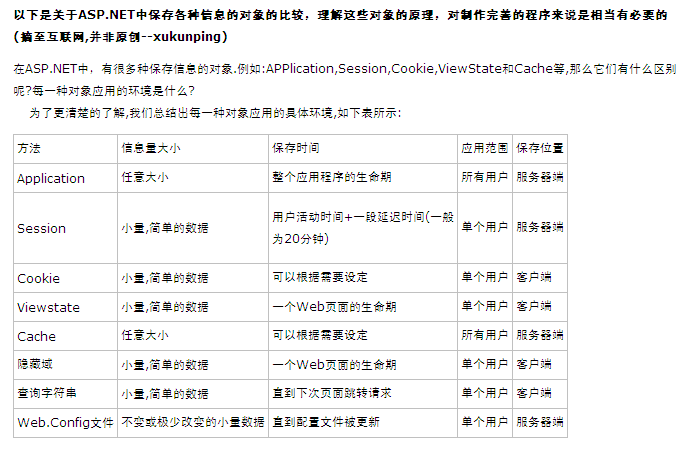 以下是关于ASP.NET中保存各种信息的对象的比较，理解这些对象的原理，对制作完善的程序来说是相当有必要的
(摘至互联网,并非原创--xukunping)
在ASP.NET中，有很多种保存信息的对象.例如:APPlication,Session,Cookie,ViewState和Cache等,那么它们有什么区别
呢?每一种对象应用的环境是什么?
为了更清楚的了解,我们总结出每一种对象应用的具体环境,如下表所示:
方法 信息量大小 保存时间 应用范围 保存位置
Application 任意大小 整个应用程序的生命期 所有用户 服务器端
Session 小量,简单的数据 用户活动时间+一段延迟时间(一般
为20分钟) 单个用户 服务器端
Cookie 小量,简单的数据 可以根据需要设定 单个用户 客户端
Viewstate 小量,简单的数据 一个Web页面的生命期 单个用户 客户端
Cache 任意大小 可以根据需要设定 所有用户 服务器端
隐藏域 小量,简单的数据 一个Web页面的生命期 单个用户 客户端
查询字符串 小量,简单的数据 直到下次页面跳转请求 单个用户 客户端
Web.Config文件 不变或极少改变的小量数据 直到配置文件被更新 单个用户 服务器端